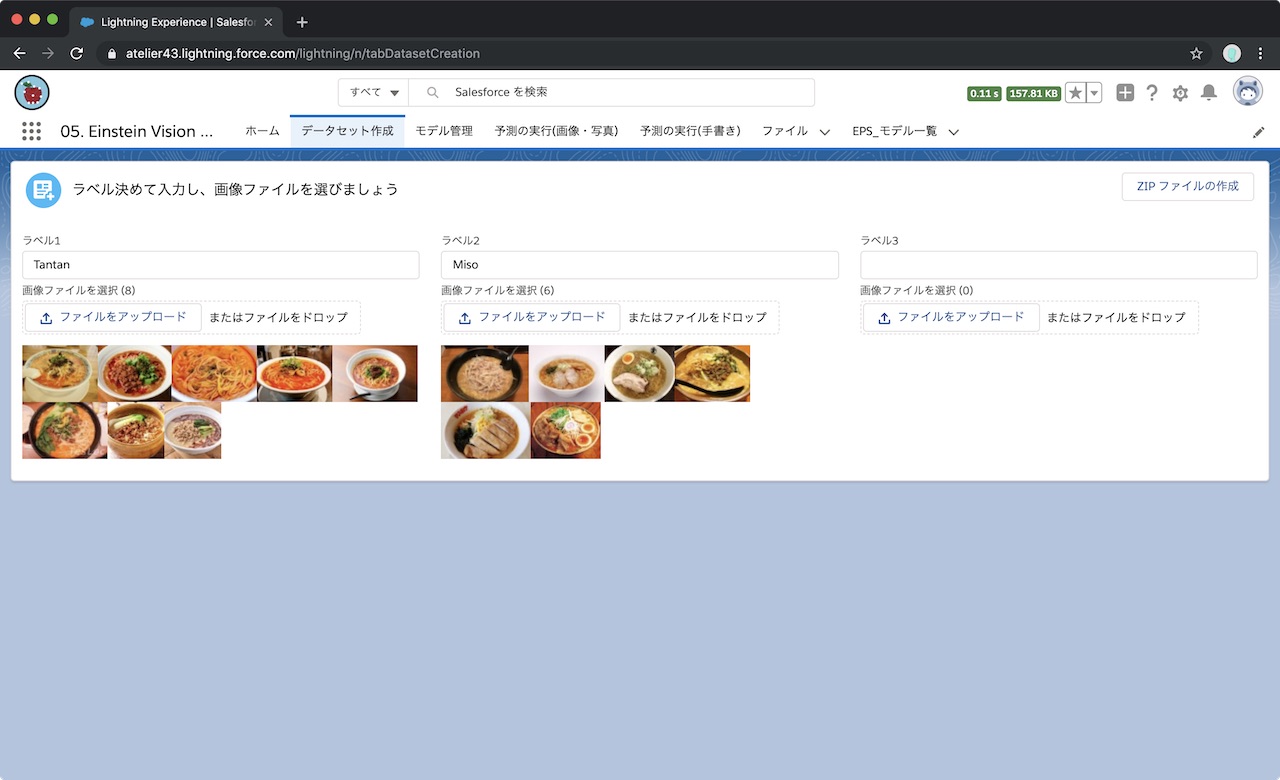 Lightning Experience | Salesfo
atelier43.lightning.force.com/lightning/n/tabDatasetCreation
すべて
Salesforce を検索
0.11 s
157.81 KB
05. Einstein Vision ...
ホーム
データセット作成
モデル管理
予測の実行(画像・写真)
予測の実行(手書き)
ファイル
EPS_モデル一覧
ラベル決めて入力し、画像ファイルを選びましょう
ZIP ファイルの作成
ラベル1
Tantan
画像ファイルを選択 (8)
ファイルをアップロード
またはファイルをドロップ
ラベル2
Miso
画像ファイルを選択 (6)
ファイルをアップロード
またはファイルをドロップ
ラベル3
画像ファイルを選択 (0)
ファイルをアップロード
またはファイルをドロップ